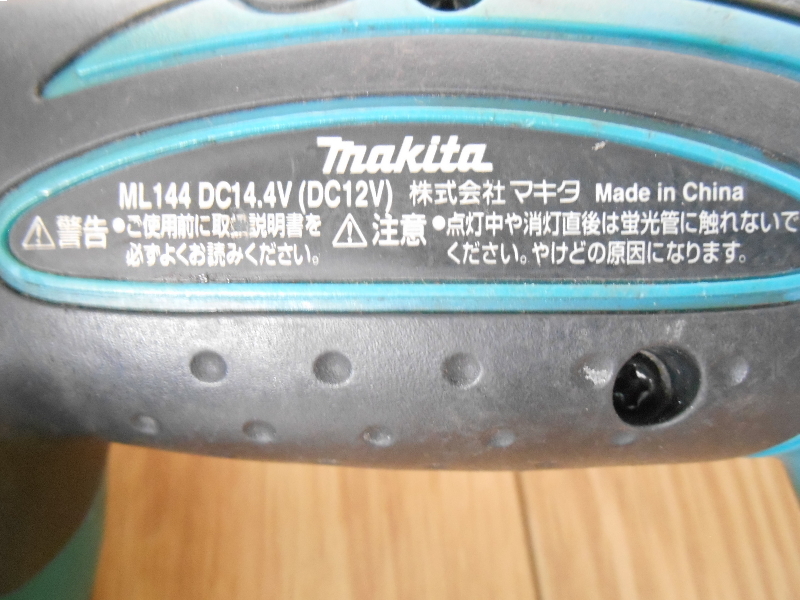 makita
ML144 DC14.4V (DC12V) 株式会社 マキタ Made in China
⚠警告 •ご使用前に取 説明書を
必ずよくお読みください。
⚠注意 •点灯中や消灯直後は蛍光管に触れないで
ください。やけどの原因になります。